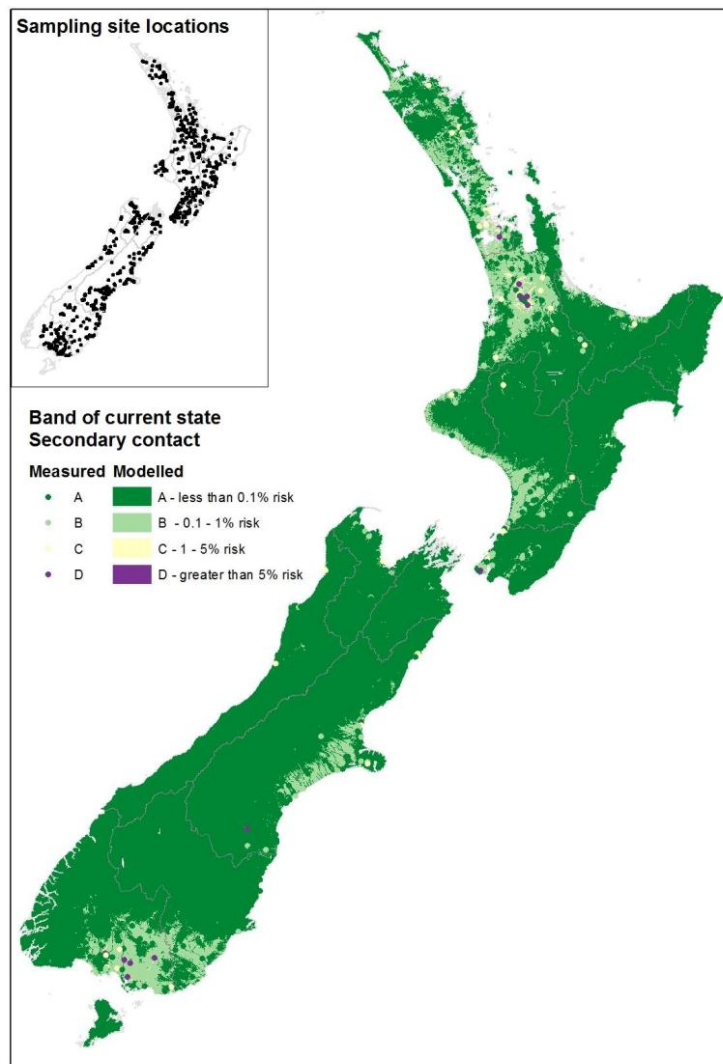 Sampling site locations
Band of current state
Secondary contact
Measured Modelled
A A - less than 0.1% risk
B B - 0.1 - 1% risk
C C - 1 - 5% risk
D D - greater than 5% risk